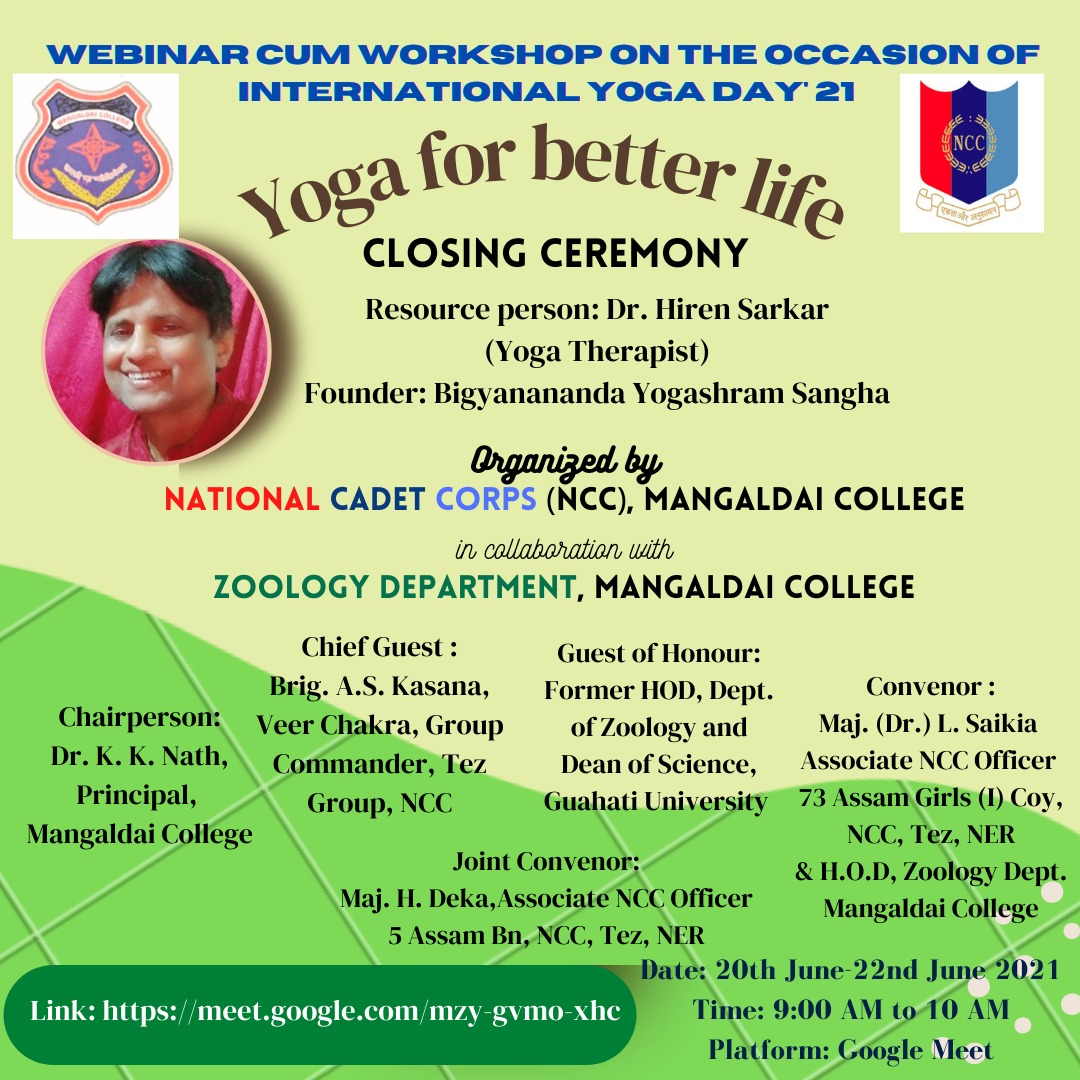 WEBINAR CUM WORKSHOP ON THE OCCASION OF
INTERNATIONAL YOGA DAY' 21
MANGALDAI COLLEGE
NCC
एकता और अनुशासन
Yoga for better life
CLOSING CEREMONY
Resource person: Dr. Hiren Sarkar
(Yoga Therapist)
Founder: Bigyanananda Yogashram Sangha
Organized by
NATIONAL CADET CORPS (NCC), MANGALDAI COLLEGE
in collaboration with
ZOOLOGY DEPARTMENT, MANGALDAI COLLEGE
Chairperson:
Dr. K. K. Nath,
Principal,
Mangaldai College
Chief Guest :
Brig. A.S. Kasana,
Veer Chakra, Group
Commander, Tez
Group, NCC
Guest of Honour:
Former HOD, Dept.
of Zoology and
Dean of Science,
Guahati University
Convenor :
Maj. (Dr.) L. Saikia
Associate NCC Officer
73 Assam Girls (I) Coy,
NCC, Tez, NER
& H.O.D, Zoology Dept.
Mangaldai College
Joint Convenor:
Maj. H. Deka,Associate NCC Officer
5 Assam Bn, NCC, Tez, NER
Link: https://meet.google.com/mzy-gvmo-xhc
Date: 20th June-22nd June 2021
Time: 9:00 AM to 10 AM
Platform: Google Meet